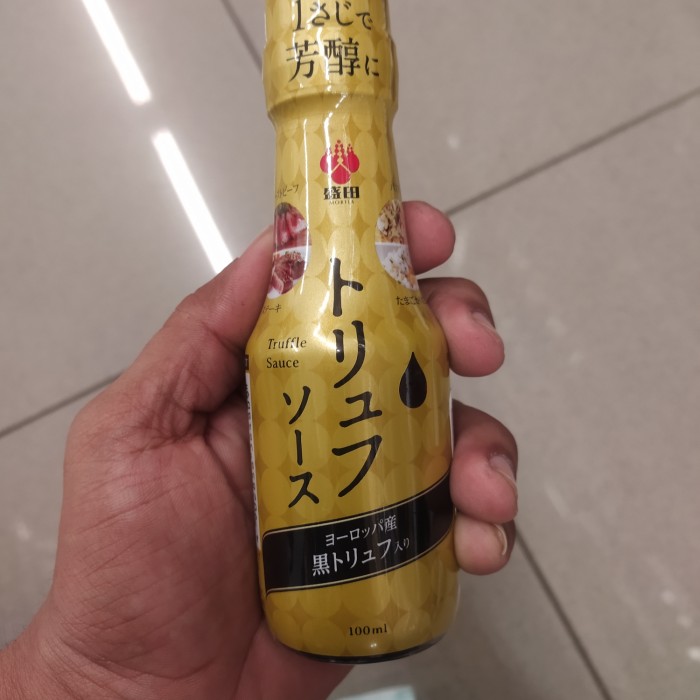 1さじで
芳醇に
盛田
MORITA
トリュフ
ソース
Truffle
Sauce
ヨーロッパ産
黒トリュフ入り
100ml